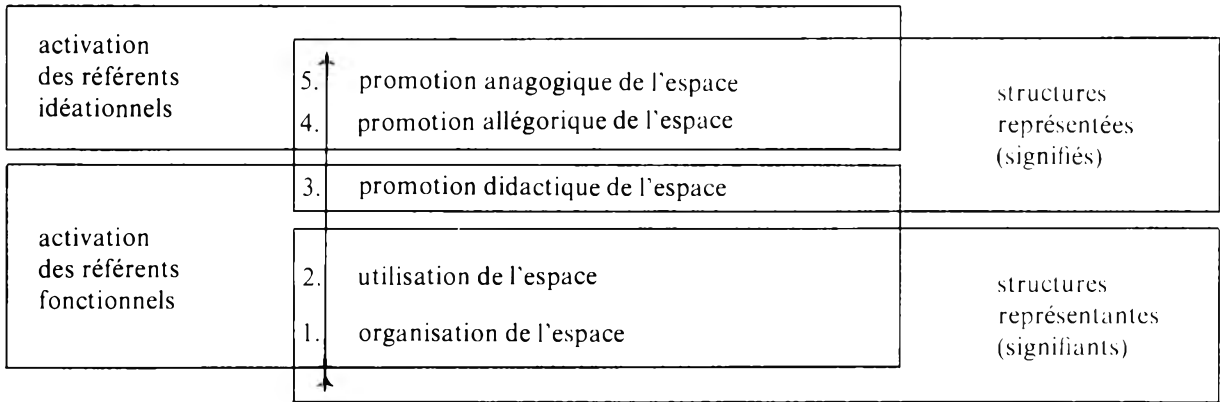 activation
des référents
idéationnels
5. promotion anagogique de l'espace
4. promotion allégorique de l'espace
structures
représentées
(signifiés)
3. promotion didactique de l'espace
activation
des référents
fonctionnels
2. utilisation de l'espace
1. organisation de l'espace
structures
représentantes
(signifiants)